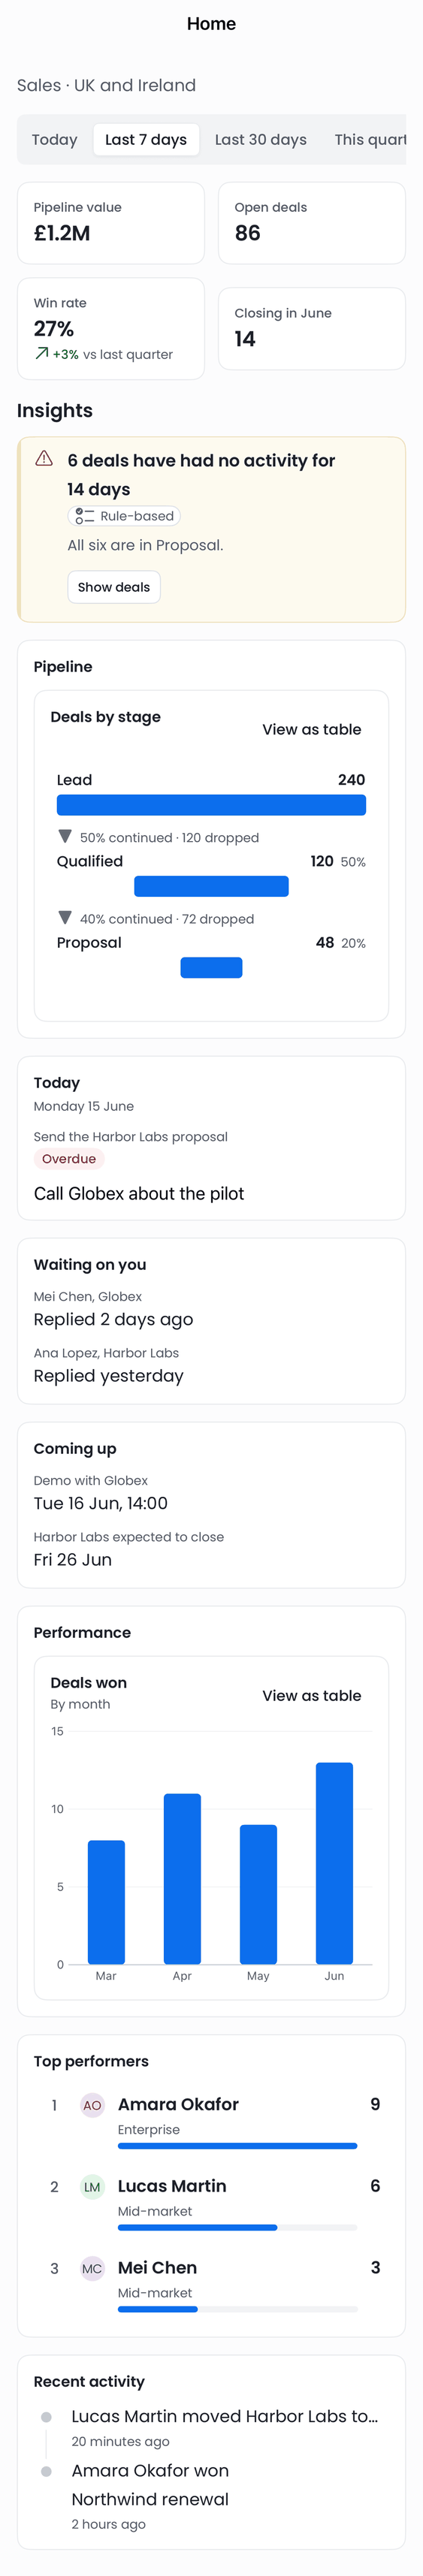 Home
Sales · UK and Ireland
Today
Last 7 days
Last 30 days
This quart
Pipeline value
£1.2M
Open deals
86
Win rate
27%
+3% vs last quarter
Closing in June
14
Insights
6 deals have had no activity for
14 days
Rule-based
All six are in Proposal.
Show deals
Pipeline
Deals by stage
View as table
Lead 240
50% continued · 120 dropped
Qualified 120 50%
40% continued · 72 dropped
Proposal 48 20%
Today
Monday 15 June
Send the Harbor Labs proposal
Overdue
Call Globex about the pilot
Waiting on you
Mei Chen, Globex
Replied 2 days ago
Ana Lopez, Harbor Labs
Replied yesterday
Coming up
Demo with Globex
Tue 16 Jun, 14:00
Harbor Labs expected to close
Fri 26 Jun
Performance
Deals won
By month
View as table
15
10
5
0
Mar Apr May Jun
Top performers
1 AO Amara Okafor 9
Enterprise
2 LM Lucas Martin 6
Mid-market
3 MC Mei Chen 3
Mid-market
Recent activity
Lucas Martin moved Harbor Labs to...
20 minutes ago
Amara Okafor won
Northwind renewal
2 hours ago